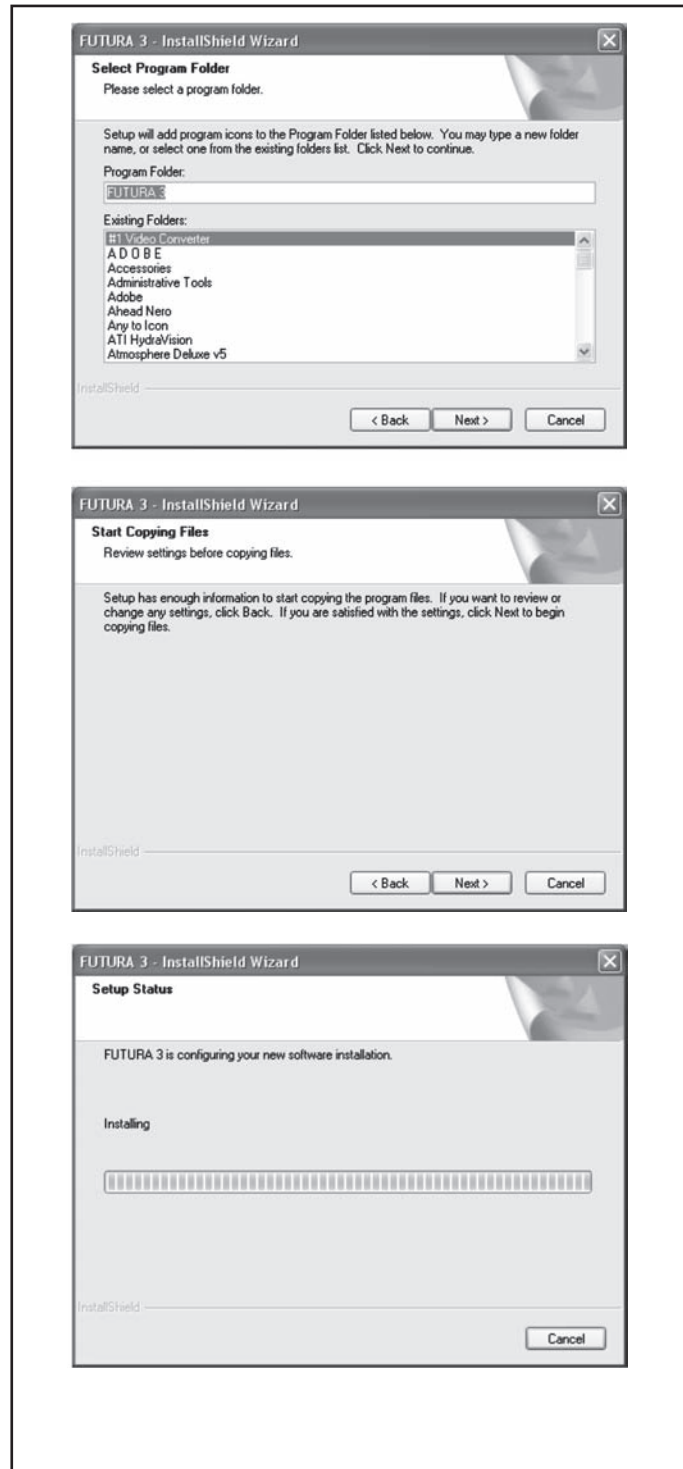 FUTURA 3 - InstallShield Wizard
Select Program Folder
Please select a program folder.
Setup will add program icons to the Program Folder listed below. You may type a new folder
name, or select one from the existing folders list. Click Next to continue.
Program Folder:
FUTURA 3
Existing Folders:
#1 Video Converter
A D O B E
Accessories
Administrative Tools
Adobe
Ahead Nero
Any to Icon
ATI HydraVision
Atmosphere Deluxe v5
InstallShield
< Back Next > Cancel
FUTURA 3 - InstallShield Wizard
Start Copying Files
Review settings before copying files.
Setup has enough information to start copying the program files. If you want to review or
change any settings, click Back. If you are satisfied with the settings, click Next to begin
copying files.
InstallShield
< Back Next > Cancel
FUTURA 3 - InstallShield Wizard
Setup Status
FUTURA 3 is configuring your new software installation.
Installing
InstallShield
Cancel